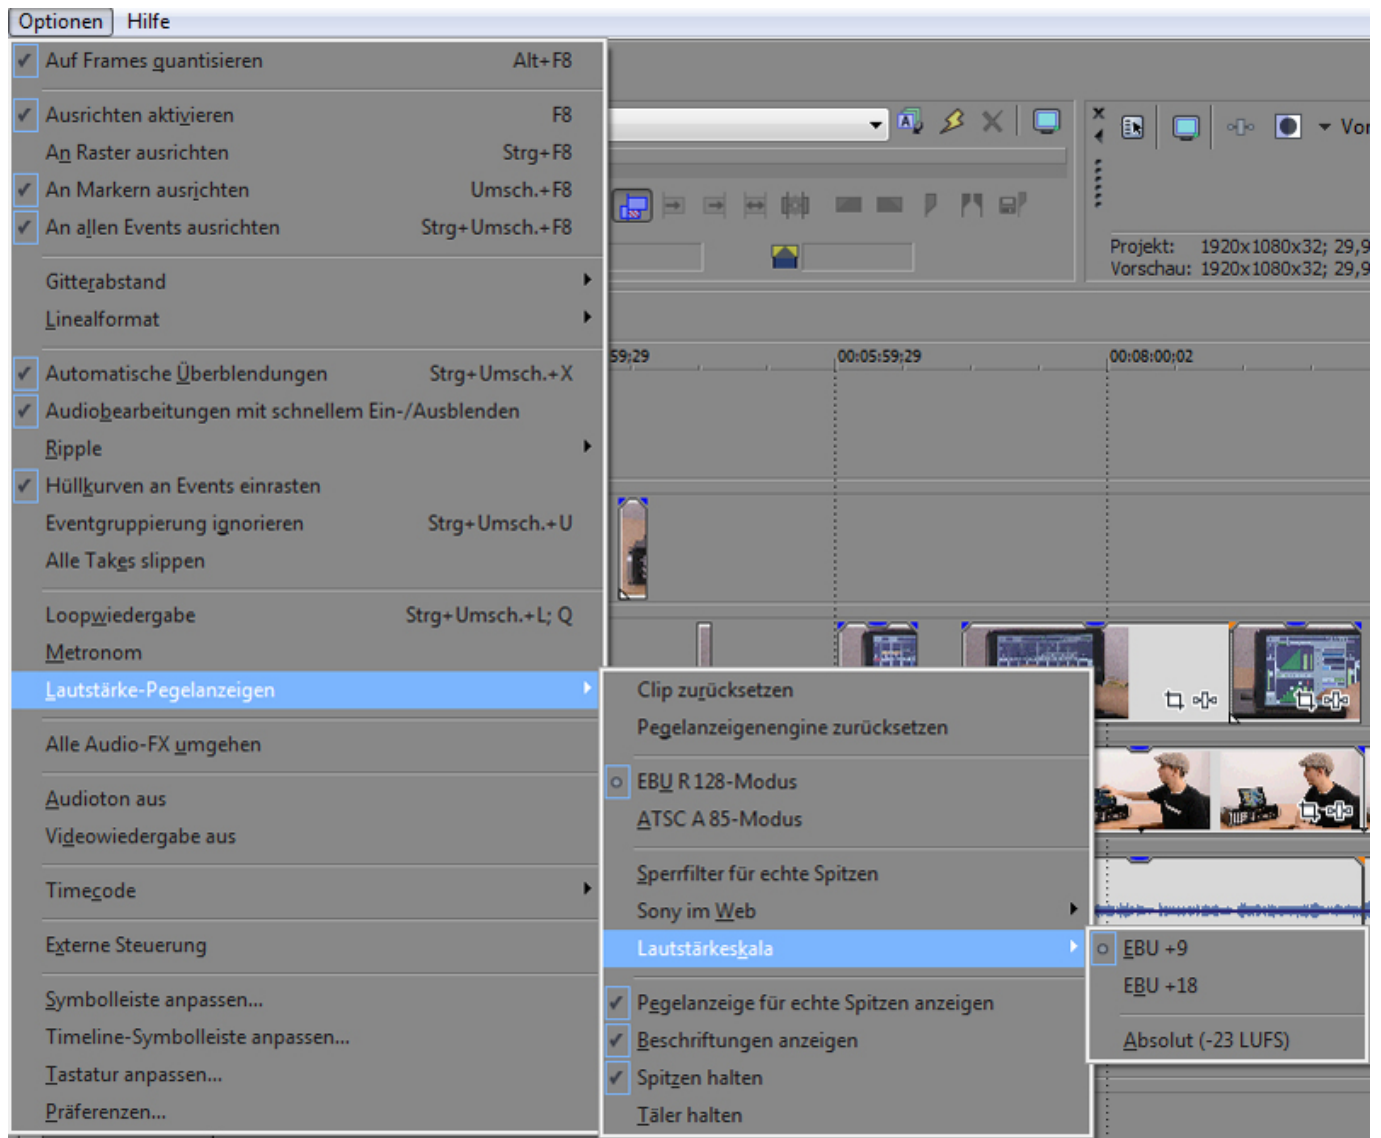 Optionen Hilfe
Auf Frames quantisieren Alt+F8
Ausrichten aktivieren F8
An Raster ausrichten Strg+F8
An Markern ausrichten Umsch.+F8
An allen Events ausrichten Strg+Umsch.+F8
Gitterabstand
Linealformat
Automatische Überblendungen Strg+Umsch.+X
Audiobearbeitungen mit schnellem Ein-/Ausblenden
Ripple
Hüllkurven an Events einrasten
Eventgruppierung ignorieren Strg+Umsch.+U
Alle Takes slippen
Loopwiedergabe Strg+Umsch.+L; Q
Metronom
Lautstärke-Pegelanzeigen
Alle Audio-FX umgehen
Audioton aus
Videowiedergabe aus
Timecode
Externe Steuerung
Symbolleiste anpassen...
Timeline-Symbolleiste anpassen...
Tastatur anpassen...
Präferenzen...
Clip zurücksetzen
Pegelanzeigenengine zurücksetzen
EBU R 128-Modus
ATSC A 85-Modus
Sperrfilter für echte Spitzen
Sony im Web
Lautstärkeskala
Pegelanzeige für echte Spitzen anzeigen
Beschriftungen anzeigen
Spitzen halten
Täler halten
EBU +9
EBU +18
Absolut (-23 LUFS)
Vor
Projekt: 1920x1080x32; 29,9
Vorschau: 1920x1080x32; 29,9
59;29 00:05:59;29 00:08:00;02